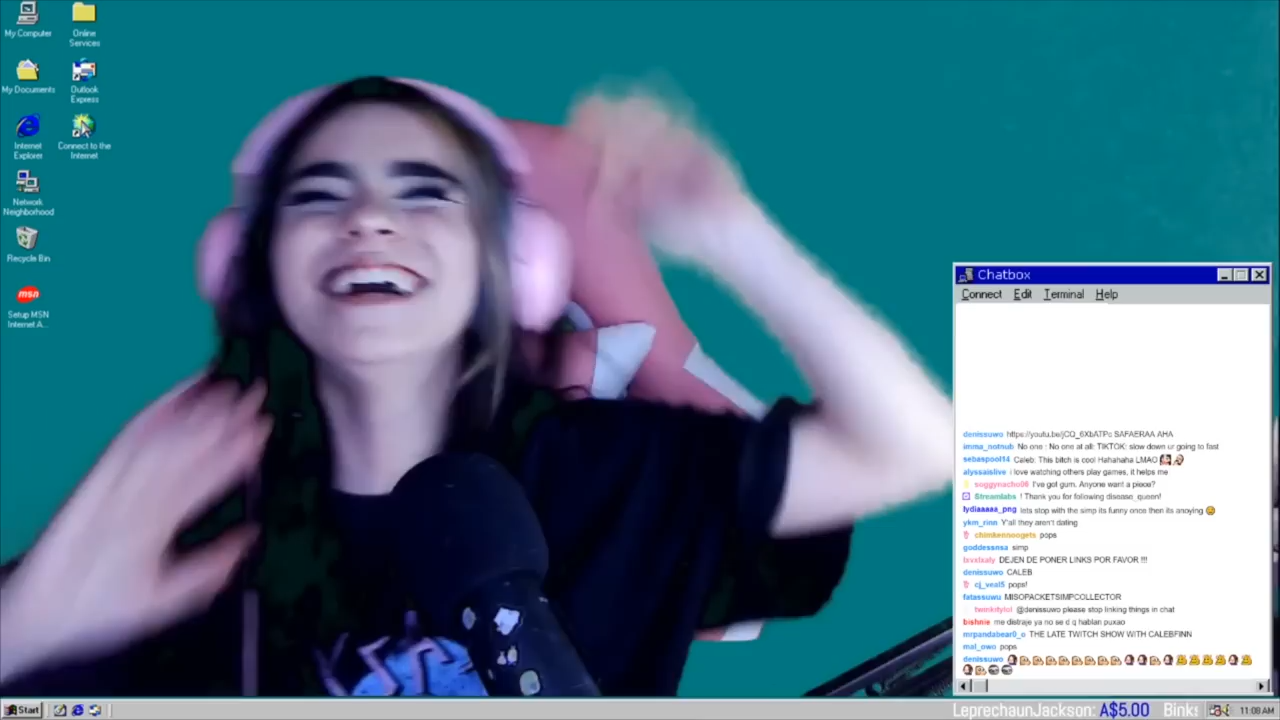 My Computer
Online
Services
My Documents
Outlook
Express
Internet
Explorer
Connect to the
Internet
Network
Neighborhood
Recycle Bin
msn
Setup MSN
Internet A...
Chatbox
Connect Edit Terminal Help
denissuwo https://youtu.be/jCQ_6XbATPc SAFAERAA AHA
imma_notnub No one : No one at all: TIKTOK: slow down ur going to fast
sebaspool14 Caleb: This bitch is cool Hahahaha LMAO
alyssaislive i love watching others play games, it helps me
soggynacho06 I've got gum. Anyone want a piece?
Streamlabs ! Thank you for following disease_queen!
lydiaaaaa_png lets stop with the simp its funny once then its anoying
ykm_rinn Y'all they aren't dating
chimkennoogets pops
goddessnsa simp
DEJEN DE PONER LINKS POR FAVOR !!!
denissuwo CALEB
cj_veal5 pops!
fatassuwu MISOPACKETSIMPCOLLECTOR
twinkitylol @denissuwo please stop linking things in chat
bishnie me distraje ya no se d q hablan puxao
mrpandabear0_o THE LATE TWITCH SHOW WITH CALEBFINN
mal_owo pops
denissuwo
Start
LeprechaunJackson: A$5.00 Binks
11:08 AM